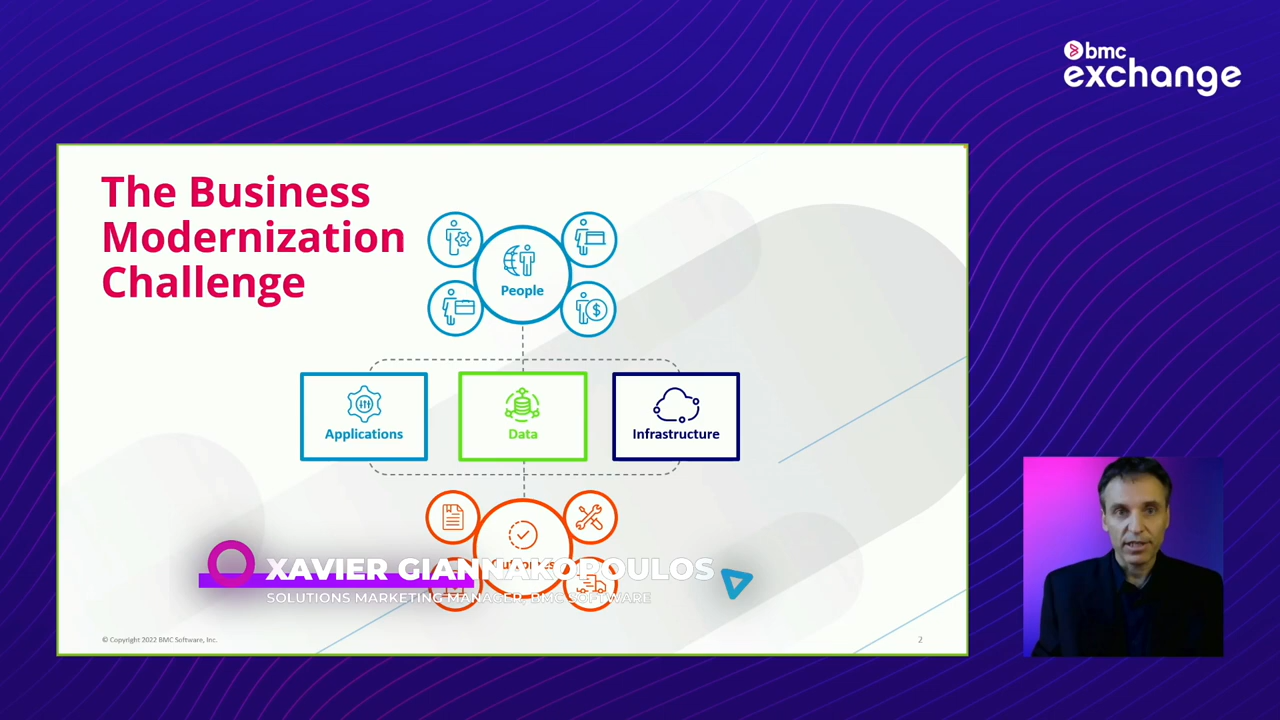 bmc
exchange
The Business
Modernization
Challenge
People
Applications
Data
Infrastructure
XAVIER GIANNAKOPOULOS
SOLUTIONS MARKETING MANAGER, BMC SOFTWARE
© Copyright 2022 BMC Software, Inc.
2